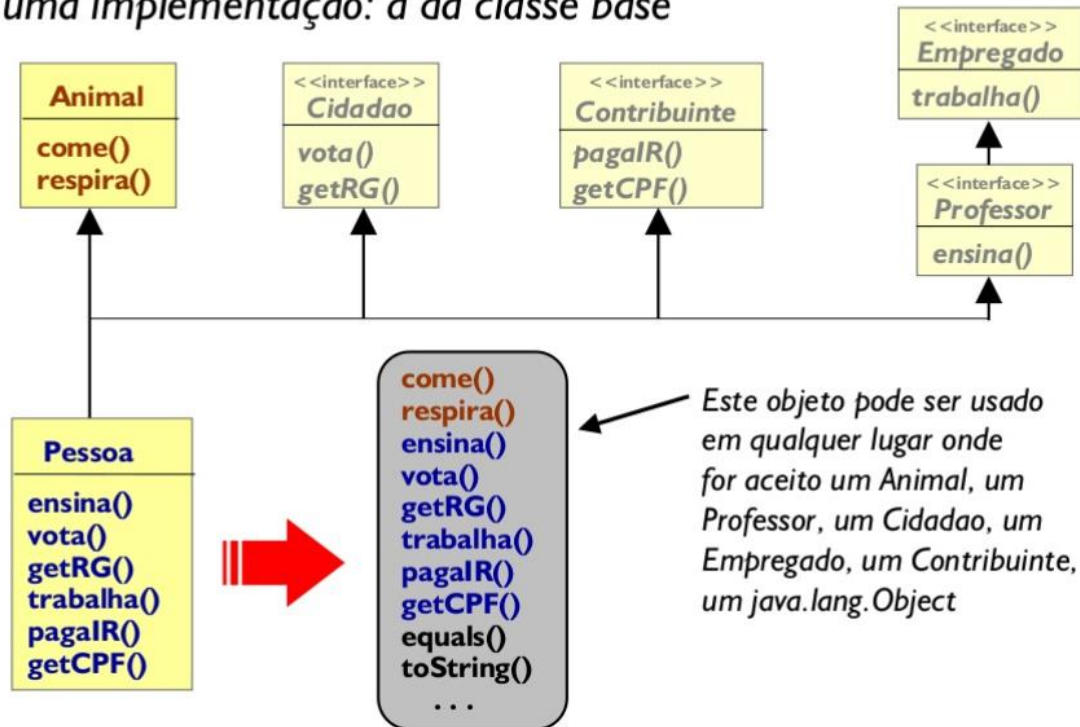 uma implementação: a da classe base
Animal
come()
respira()
<<interface>>
Cidadao
vota()
getRG()
<<interface>>
Contribuinte
pagaIR()
getCPF()
<<interface>>
Empregado
trabalha()
<<interface>>
Professor
ensina()
Pessoa
ensina()
vota()
getRG()
trabalha()
pagaIR()
getCPF()
come()
respira()
ensina()
vota()
getRG()
trabalha()
pagaIR()
getCPF()
equals()
toString()
. . .
Este objeto pode ser usado
em qualquer lugar onde
for aceito um Animal, um
Professor, um Cidadao, um
Empregado, um Contribuinte,
um java.lang.Object